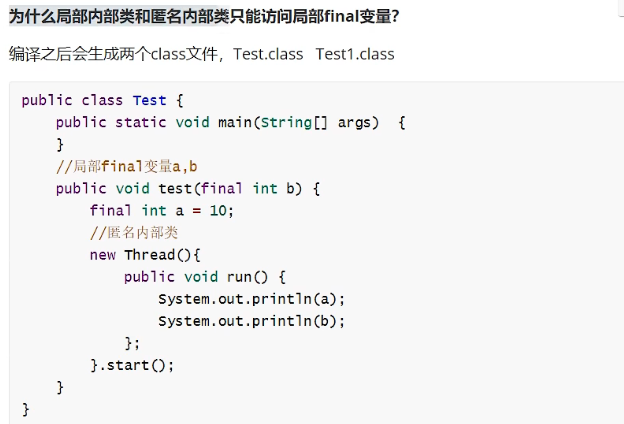 为什么局部内部类和匿名内部类只能访问局部final变量?
编译之后会生成两个class文件，Test.class Test1.class
public class Test {
    public static void main(String[] args)  {
    }
    //局部final变量a,b
    public void test(final int b) {
        final int a = 10;
        //匿名内部类
        new Thread(){
            public void run() {
                System.out.println(a);
                System.out.println(b);
            };
        }.start();
    }
}